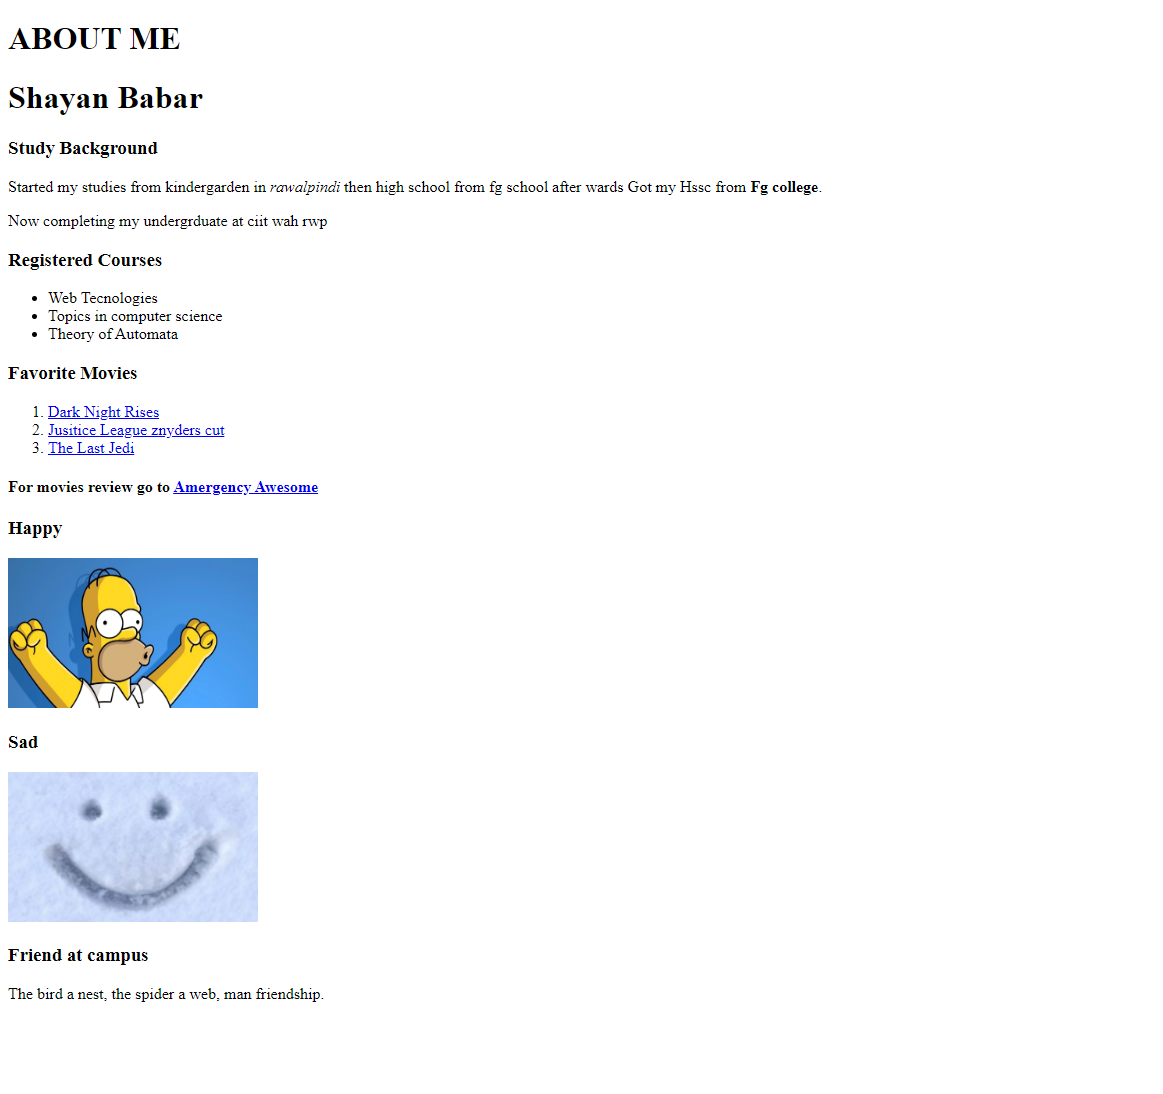 ABOUT ME
Shayan Babar
Study Background
Started my studies from kindergarden in rawalpindi then high school from fg school after wards Got my Hssc from Fg college.
Now completing my undergrduate at ciit wah rwp
Registered Courses
• Web Tecnologies
• Topics in computer science
• Theory of Automata
Favorite Movies
1. Dark Night Rises
2. Jusitice League znyders cut
3. The Last Jedi
For movies review go to Amergency Awesome
Happy
Sad
Friend at campus
The bird a nest, the spider a web, man friendship.